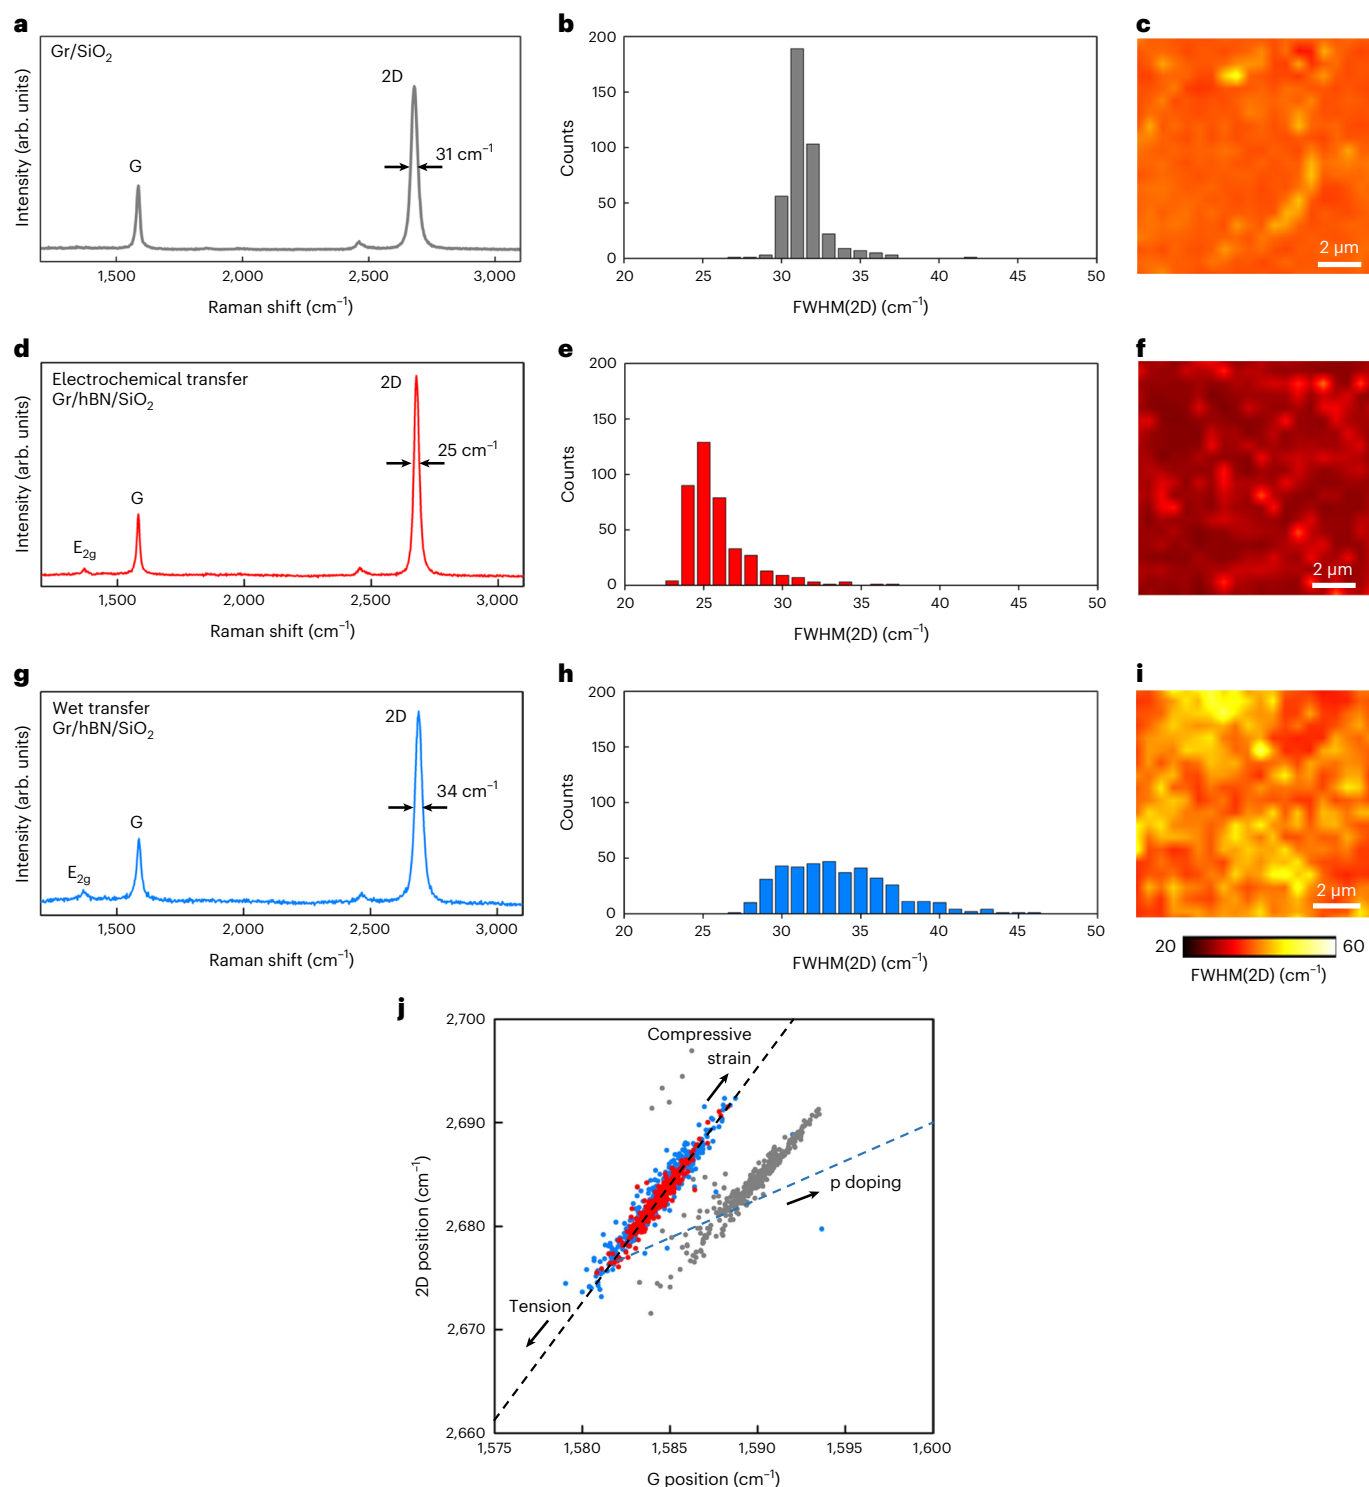 a
Gr/SiO₂
2D
31 cm⁻¹
G
Intensity (arb. units)
1,500 2,000 2,500 3,000
Raman shift (cm⁻¹)
b
200
150
100
50
0
Counts
20 25 30 35 40 45 50
FWHM(2D) (cm⁻¹)
c
2 µm
d
Electrochemical transfer
Gr/hBN/SiO₂
2D
25 cm⁻¹
G
E₂g
Intensity (arb. units)
1,500 2,000 2,500 3,000
Raman shift (cm⁻¹)
e
200
150
100
50
0
Counts
20 25 30 35 40 45 50
FWHM(2D) (cm⁻¹)
f
2 µm
g
Wet transfer
Gr/hBN/SiO₂
2D
34 cm⁻¹
G
E₂g
Intensity (arb. units)
1,500 2,000 2,500 3,000
Raman shift (cm⁻¹)
h
200
150
100
50
0
Counts
20 25 30 35 40 45 50
FWHM(2D) (cm⁻¹)
i
2 µm
20 60
FWHM(2D) (cm⁻¹)
j
2,700
2,690
2,680
2,670
2,660
2D position (cm⁻¹)
Compressive
strain
p doping
Tension
1,575 1,580 1,585 1,590 1,595 1,600
G position (cm⁻¹)